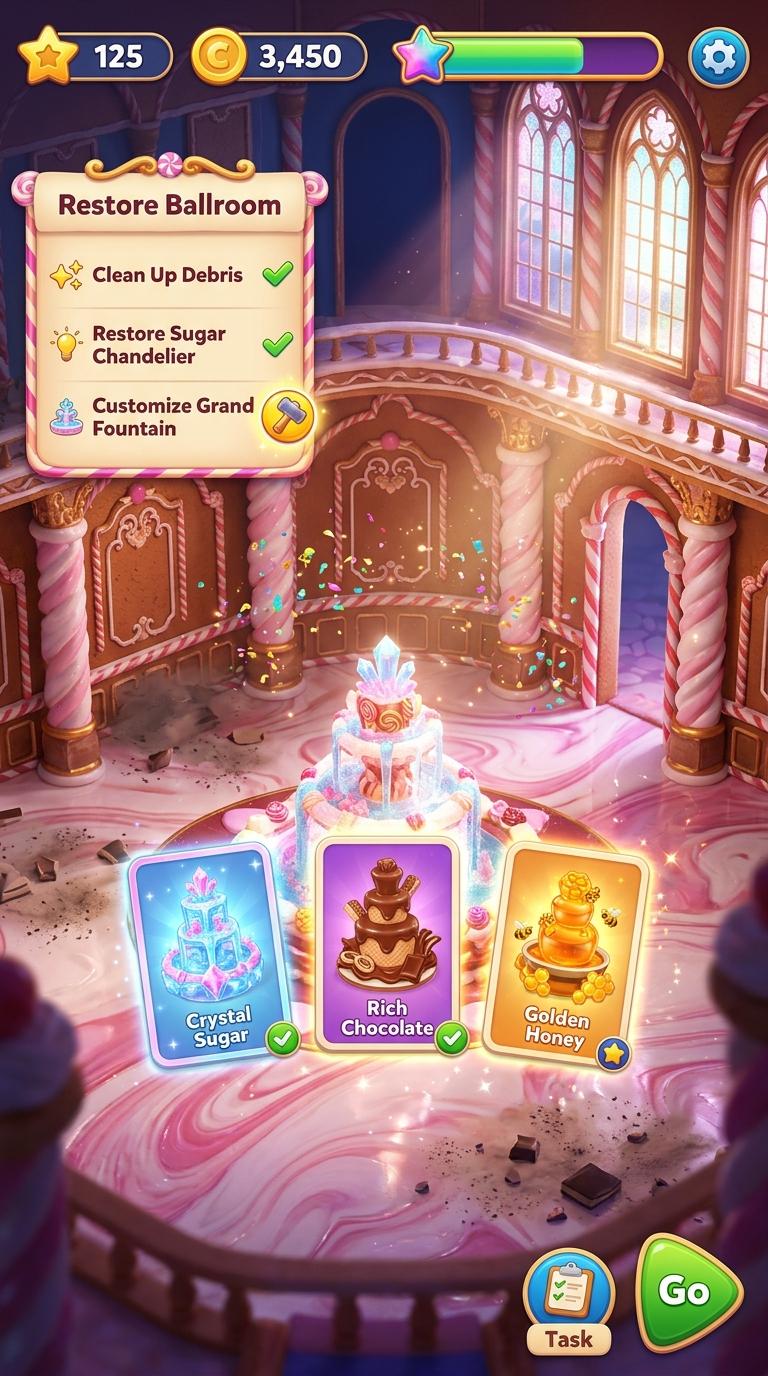 125
3,450
Restore Ballroom
Clean Up Debris
Restore Sugar
Chandelier
Customize Grand
Fountain
Crystal
Sugar
Rich
Chocolate
Golden
Honey
Task
Go